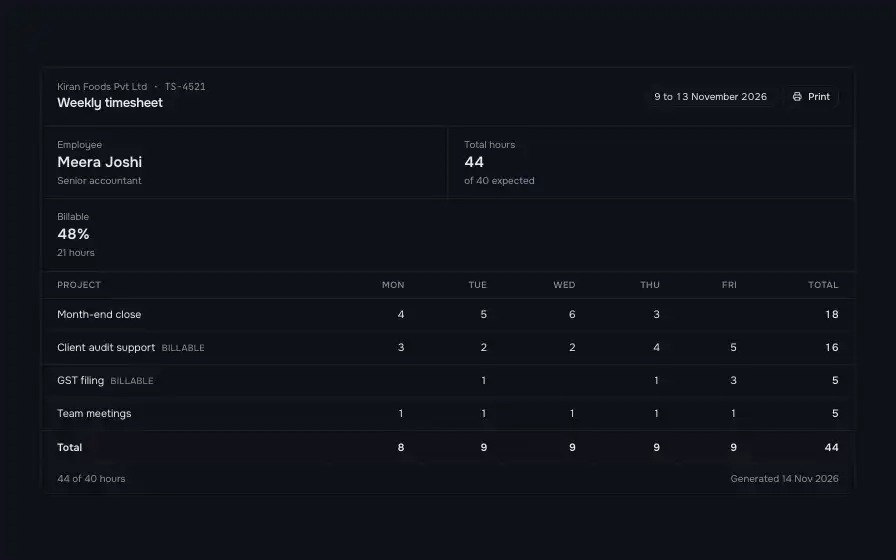 Kiran Foods Pvt Ltd · TS-4521
Weekly timesheet
9 to 13 November 2026 Print
Employee
Meera Joshi
Senior accountant
Total hours
44
of 40 expected
Billable
48%
21 hours
PROJECT MON TUE WED THU FRI TOTAL
Month-end close 4 5 6 3 18
Client audit support BILLABLE 3 2 2 4 5 16
GST filing BILLABLE 1 1 3 5
Team meetings 1 1 1 1 1 5
Total 8 9 9 9 9 44
44 of 40 hours Generated 14 Nov 2026